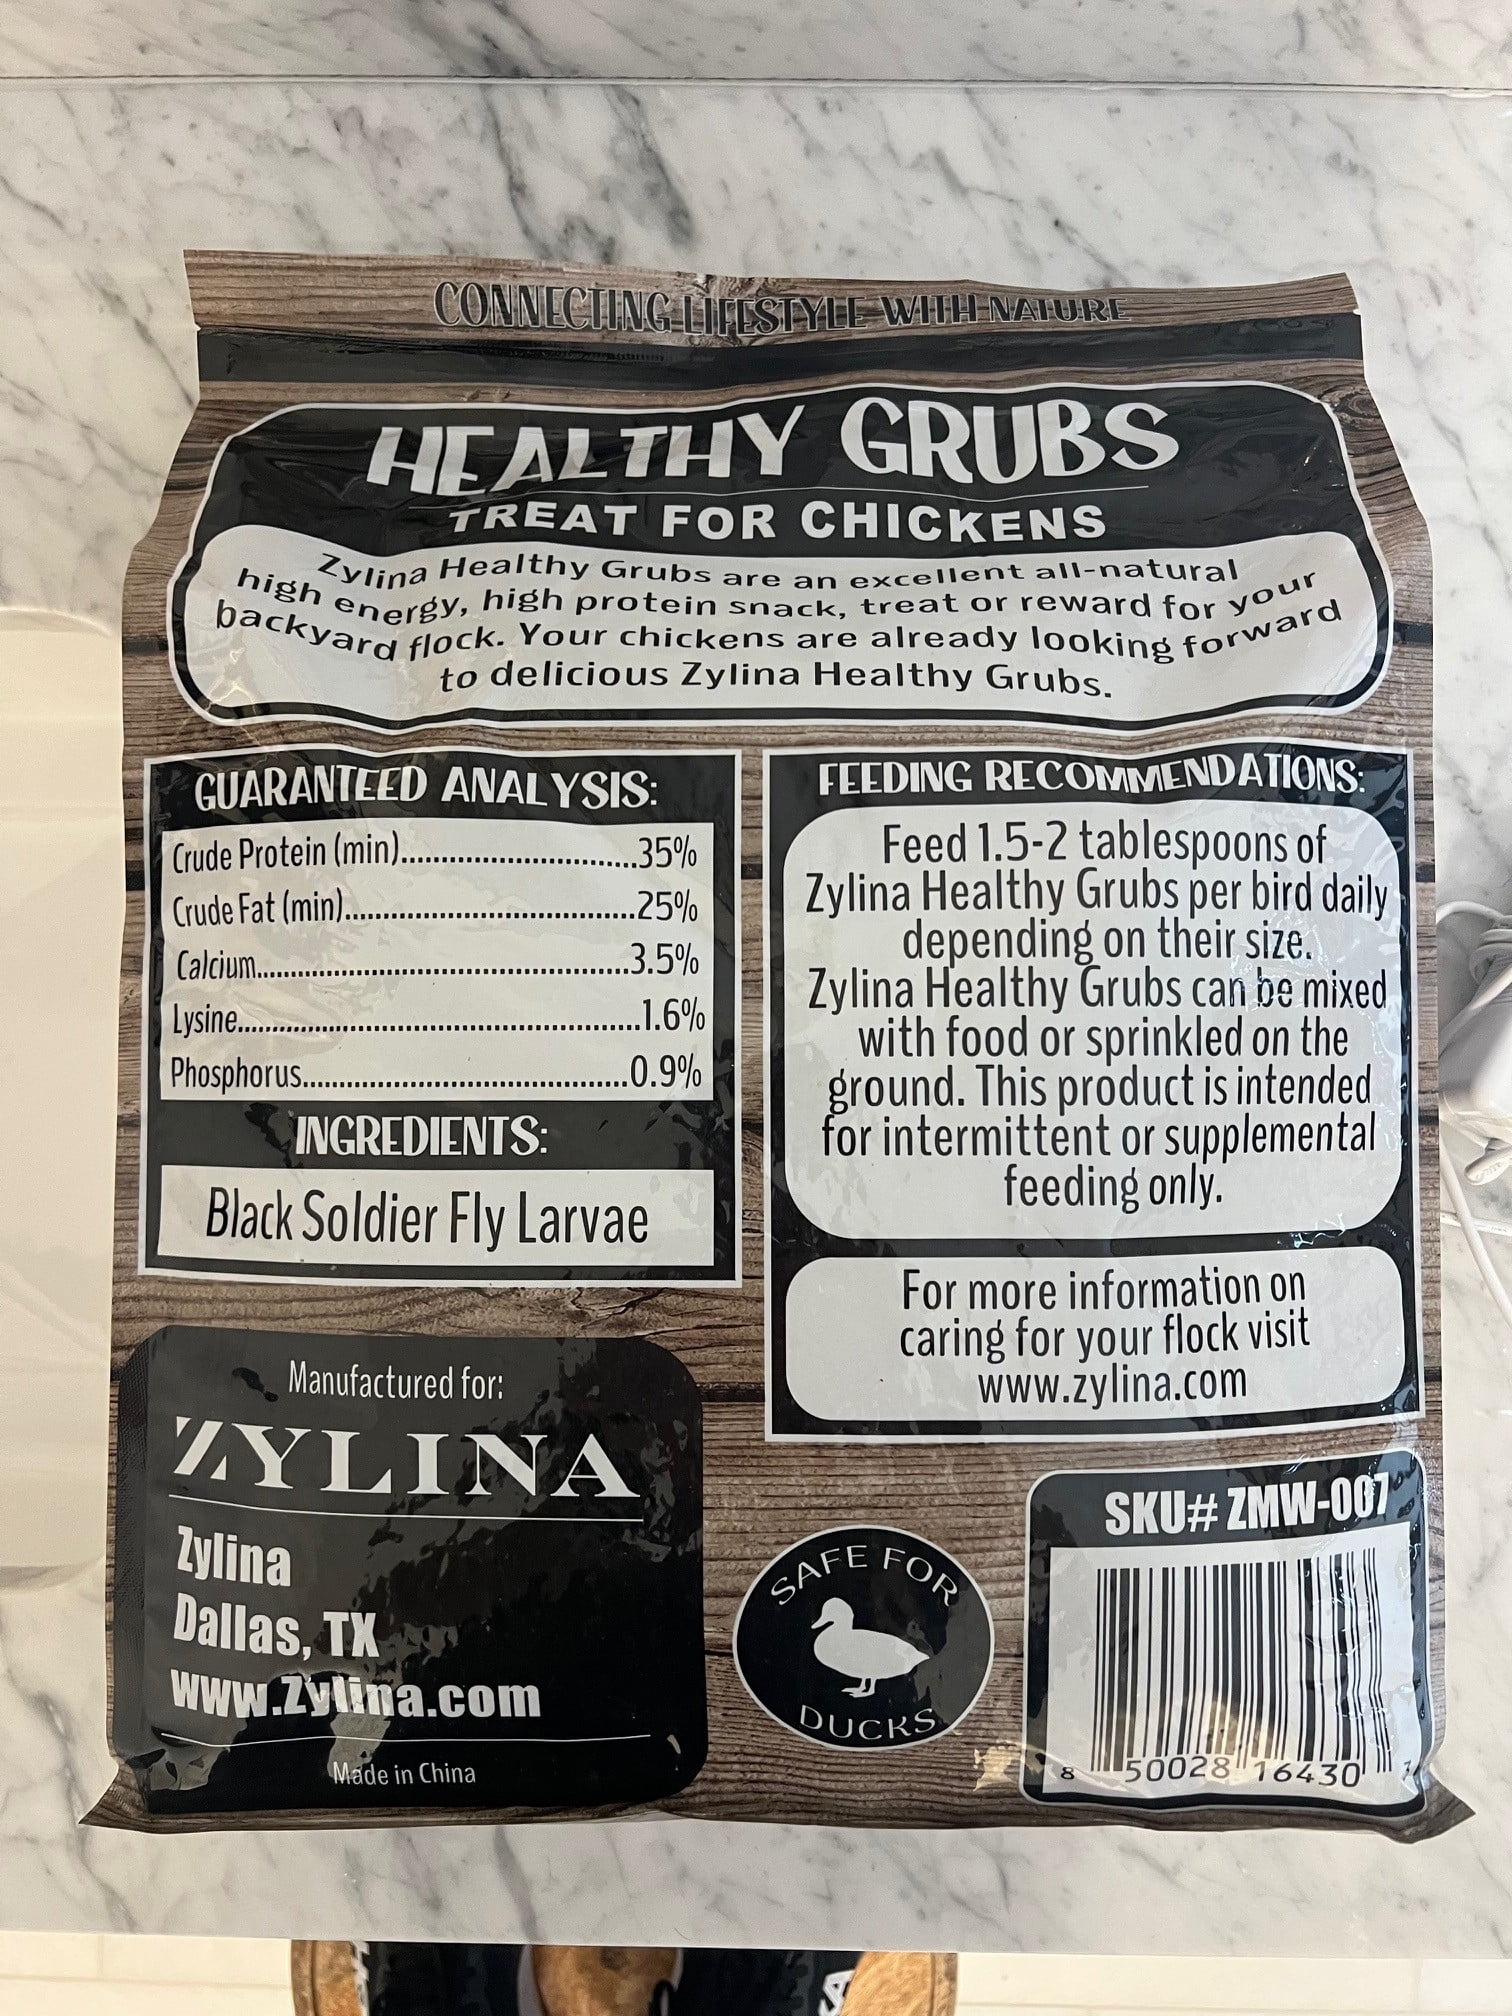 CONNECTING LIFESTYLE WITH NATURE
HEALTHY GRUBS
TREAT FOR CHICKENS
Zylina Healthy Grubs are an excellent all-natural
high energy, high protein snack, treat or reward for your
backyard flock. Your chickens are already looking forward
to delicious Zylina Healthy Grubs.
GUARANTEED ANALYSIS:
Crude Protein (min)..............................35%
Crude Fat (min)....................................25%
Calcium..............................................3.5%
Lysine.................................................1.6%
Phosphorus........................................0.9%
INGREDIENTS:
Black Soldier Fly Larvae
FEEDING RECOMMENDATIONS:
Feed 1.5-2 tablespoons of
Zylina Healthy Grubs per bird daily
depending on their size.
Zylina Healthy Grubs can be mixed
with food or sprinkled on the
ground. This product is intended
for intermittent or supplemental
feeding only.
For more information on
caring for your flock visit
www.zylina.com
Manufactured for:
ZYLINA
Zylina
Dallas, TX
www.Zylina.com
Made in China
SAFE FOR
DUCKS
SKU# ZMW-007
8 50028 16430